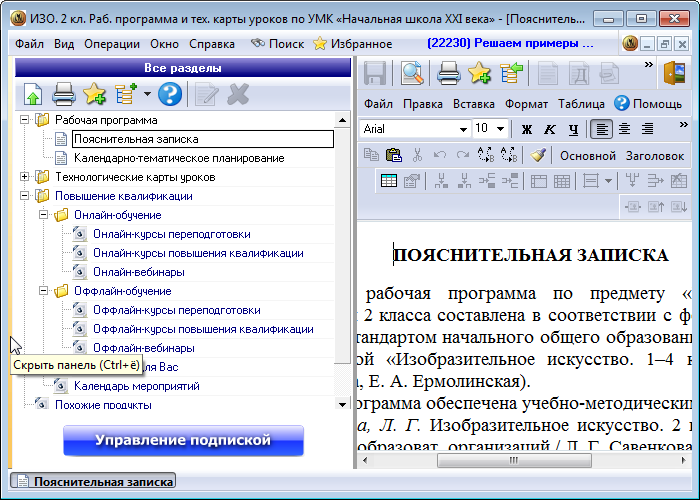 ИЗО. 2 кл. Раб. программа и тех. карты уроков по УМК «Начальная школа XXI века» - [Пояснитель...
Файл Вид Операции Окно Справка Поиск Избранное (22230) Решаем примеры ...
Все разделы
Рабочая программа
Пояснительная записка
Календарно-тематическое планирование
Технологические карты уроков
Повышение квалификации
Онлайн-обучение
Онлайн-курсы переподготовки
Онлайн-курсы повышения квалификации
Онлайн-вебинары
Оффлайн-обучение
Оффлайн-курсы переподготовки
Оффлайн-курсы повышения квалификации
Оффлайн-вебинары
Скрыть панель (Ctrl+ё)
ля Вас
Календарь мероприятий
Похожие продукты
Управление подпиской
Файл Правка Вставка Формат Таблица Помощь
Arial 10 Ж К Ч
Основной Заголовок
ПОЯСНИТЕЛЬНАЯ ЗАПИСКА
рабочая программа по предмету «
2 класса составлена в соответствии с ф
тандартом начального общего образовани
ой «Изобразительное искусство. 1–4 к
а, Е. А. Ермолинская).
ограмма обеспечена учебно-методически
ва, Л. Г. Изобразительное искусство. 2 к
образоват. организаций / Л. Г. Савенкова
Пояснительная записка